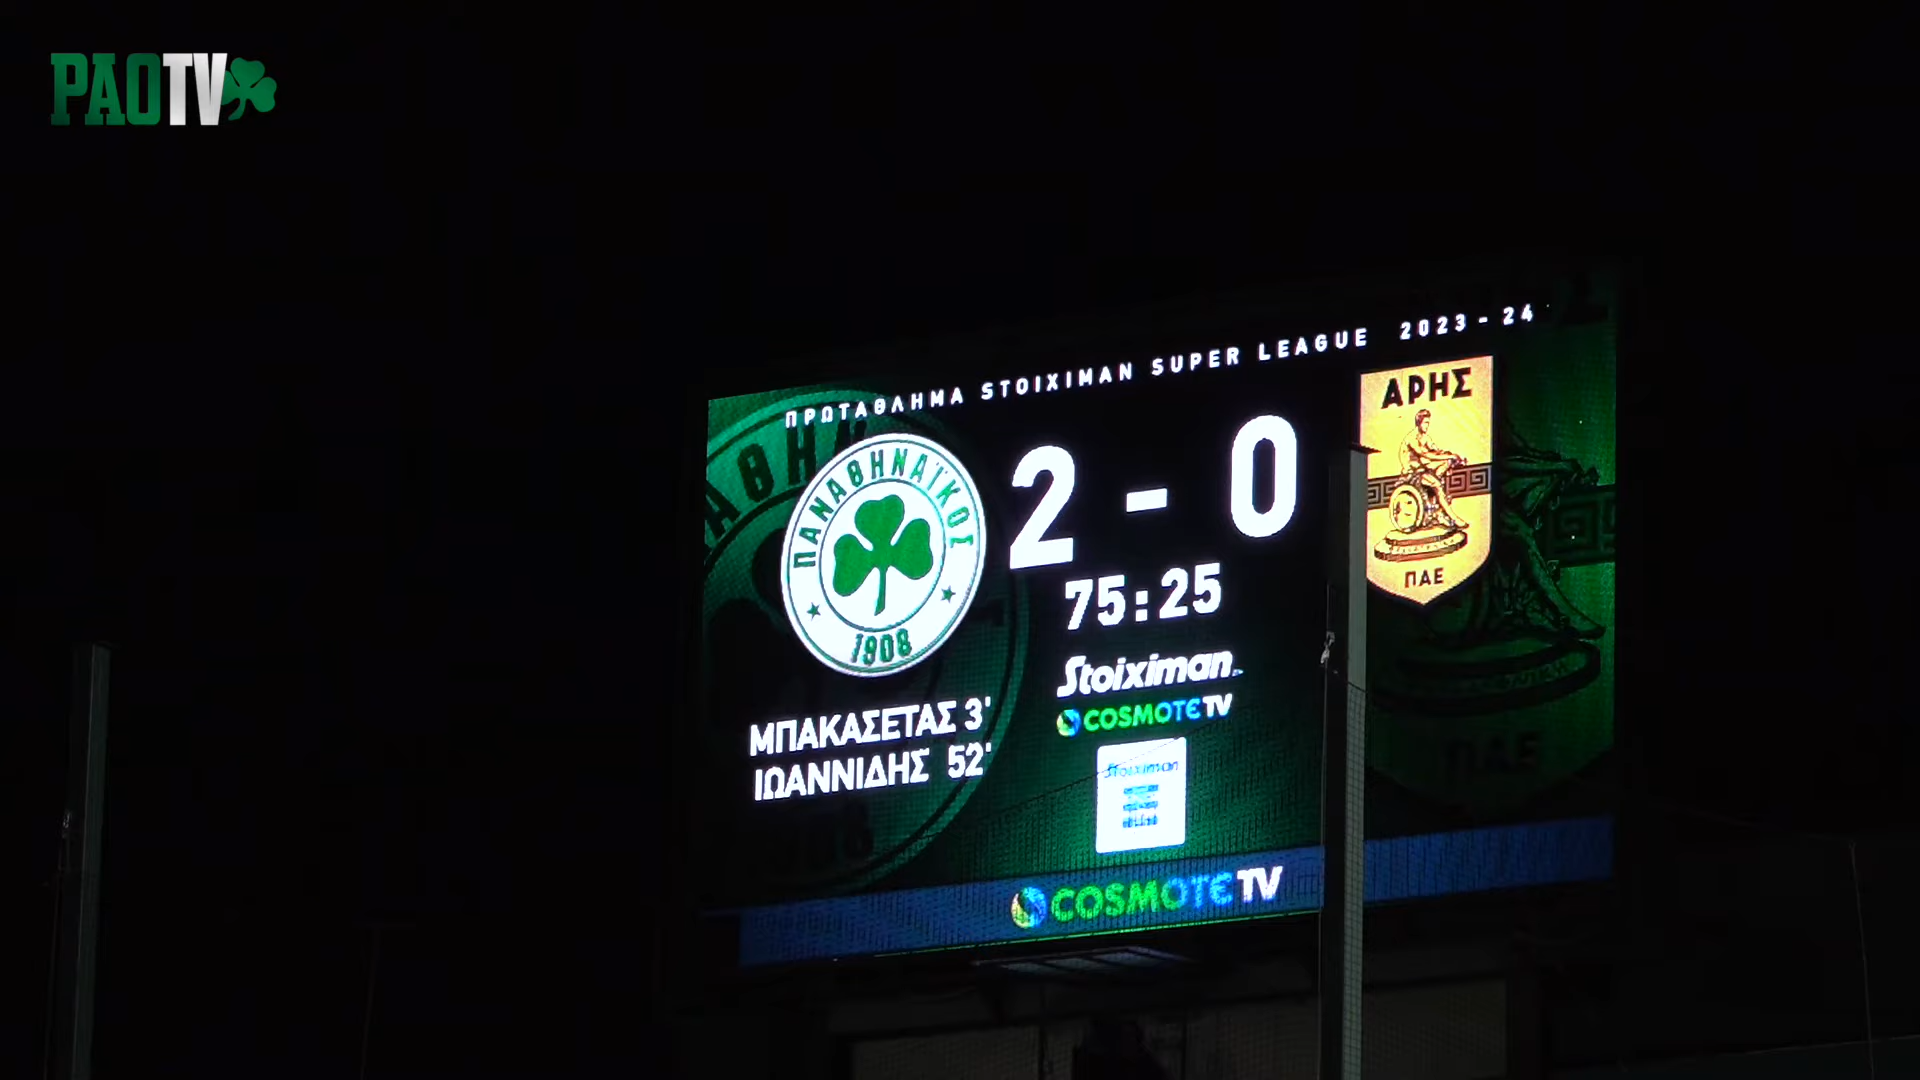 PAOTV
ΠΡΩΤΑΘΛΗΜΑ STOIXIMAN SUPER LEAGUE 2023 - 24
ΠΑΝΑΘΗΝΑΪΚΟΣ
1908
2 - 0
ΑΡΗΣ
ΠΑΕ
75:25
Stoiximan
COSMOTE TV
ΜΠΑΚΑΣΕΤΑΣ 3'
ΙΩΑΝΝΙΔΗΣ 52'
Stoiximan
COSMOTE TV